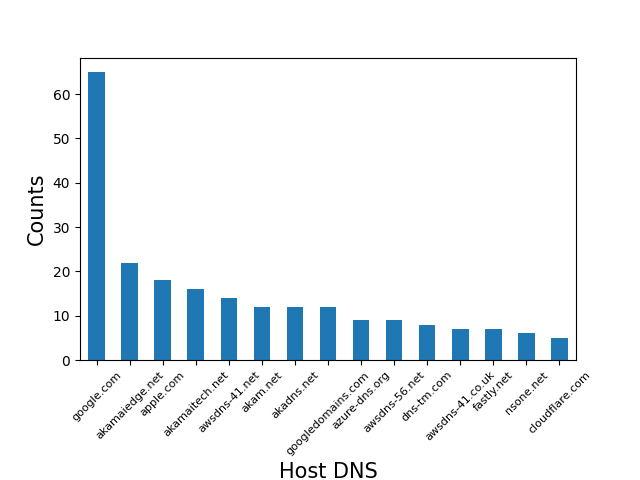 60
50
40
30
20
10
0
Counts
google.com
akamaiedge.net
apple.com
akamaitech.net
awsdns-41.net
akam.net
akadns.net
googledomains.com
azure-dns.org
awsdns-56.net
dns-tm.com
awsdns-41.co.uk
fastly.net
nsone.net
cloudflare.com
Host DNS